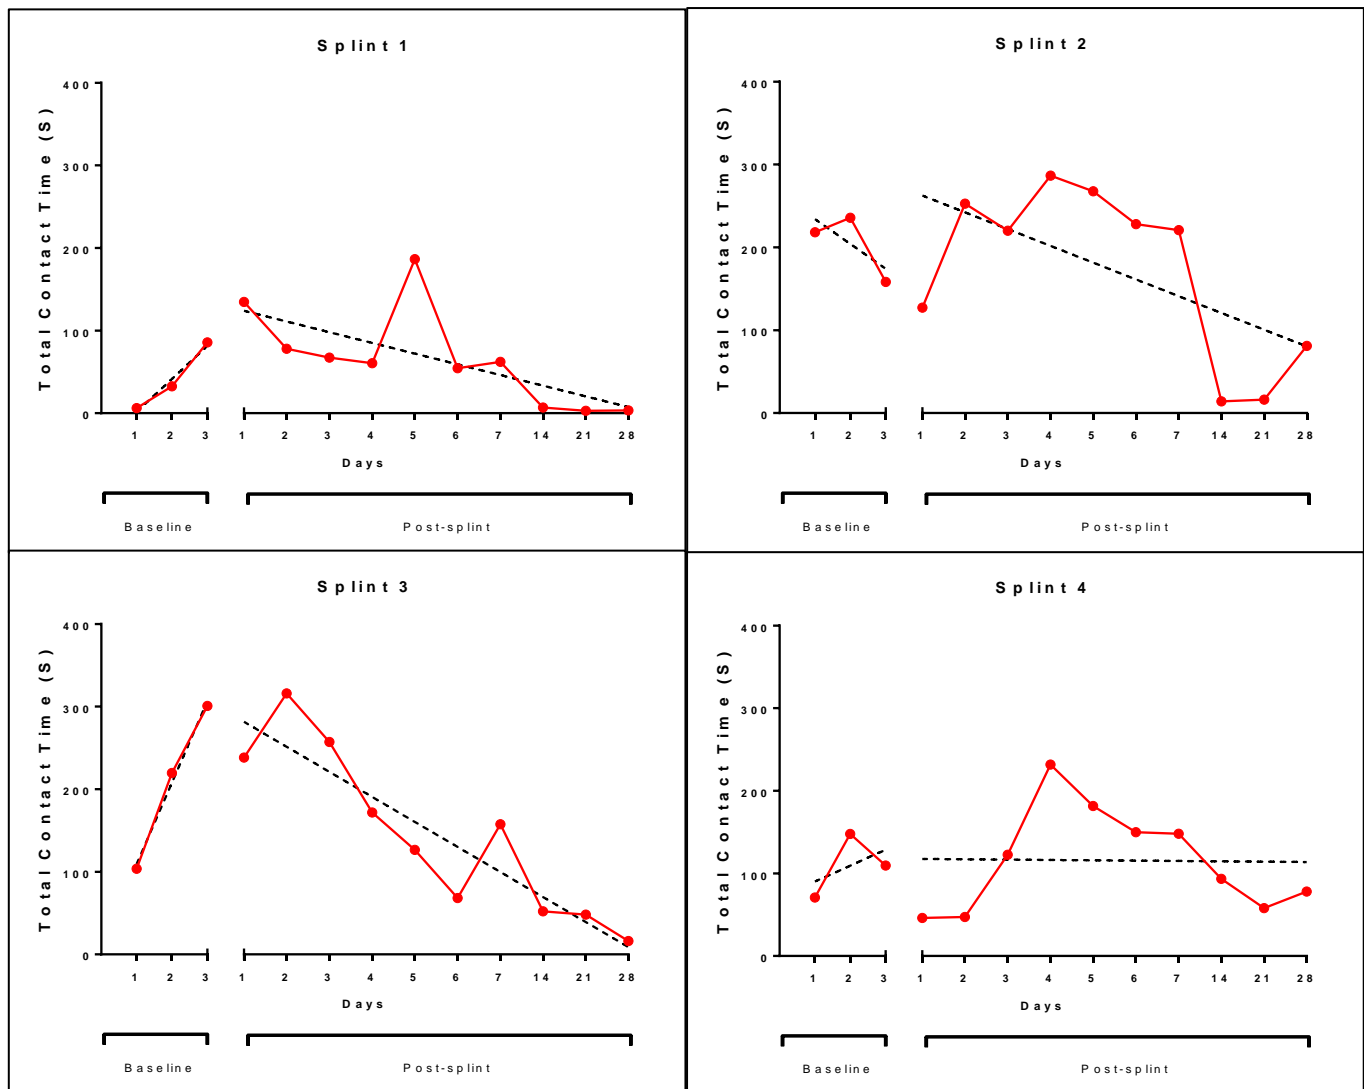 Splint 1
Total Contact Time (S)
400
300
200
100
0
1 2 3 1 2 3 4 5 6 7 14 21 28
Days
Baseline Post-splint
Splint 2
Total Contact Time (S)
400
300
200
100
0
1 2 3 1 2 3 4 5 6 7 14 21 28
Days
Baseline Post-splint
Splint 3
Total Contact Time (S)
400
300
200
100
0
1 2 3 1 2 3 4 5 6 7 14 21 28
Days
Baseline Post-splint
Splint 4
Total Contact Time (S)
400
300
200
100
0
1 2 3 1 2 3 4 5 6 7 14 21 28
Days
Baseline Post-splint